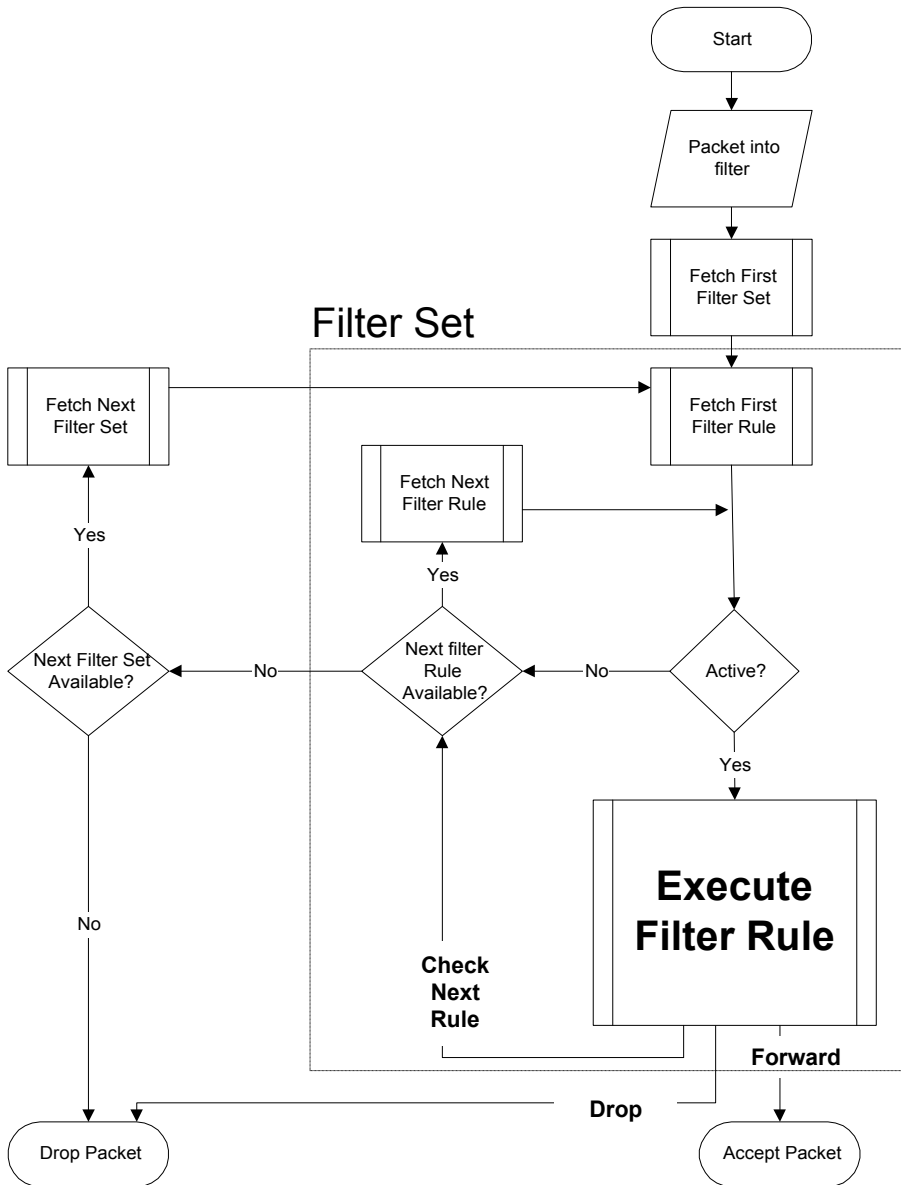 Start
Packet into
filter
Fetch First
Filter Set
Filter Set
Fetch Next
Filter Set
Fetch First
Filter Rule
Fetch Next
Filter Rule
Yes
Yes
Next Filter Set
Available?
No
Next filter
Rule
Available?
No
Active?
Yes
Execute
Filter Rule
No
Check
Next
Rule
Forward
Drop
Drop Packet
Accept Packet